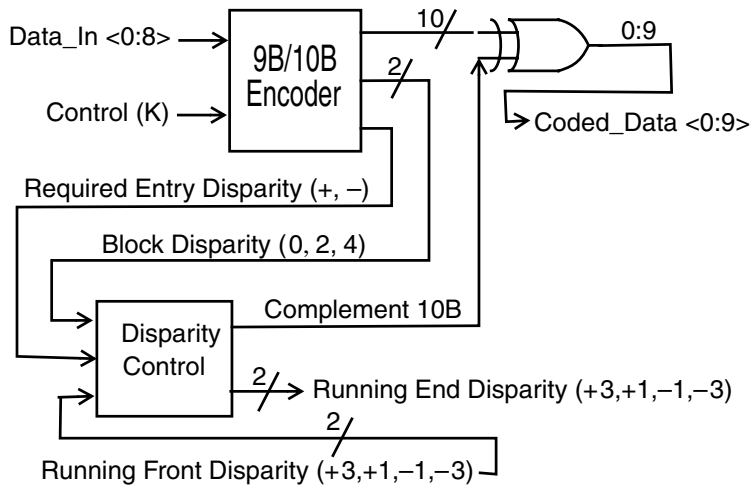 10
0:9
Data_In <0:8>
9B/10B
Encoder
2
Control (K)
Coded_Data <0:9>
Required Entry Disparity (+, –)
Block Disparity (0, 2, 4)
Complement 10B
Disparity
Control
2
Running End Disparity (+3,+1,–1,–3)
2
Running Front Disparity (+3,+1,–1,–3)